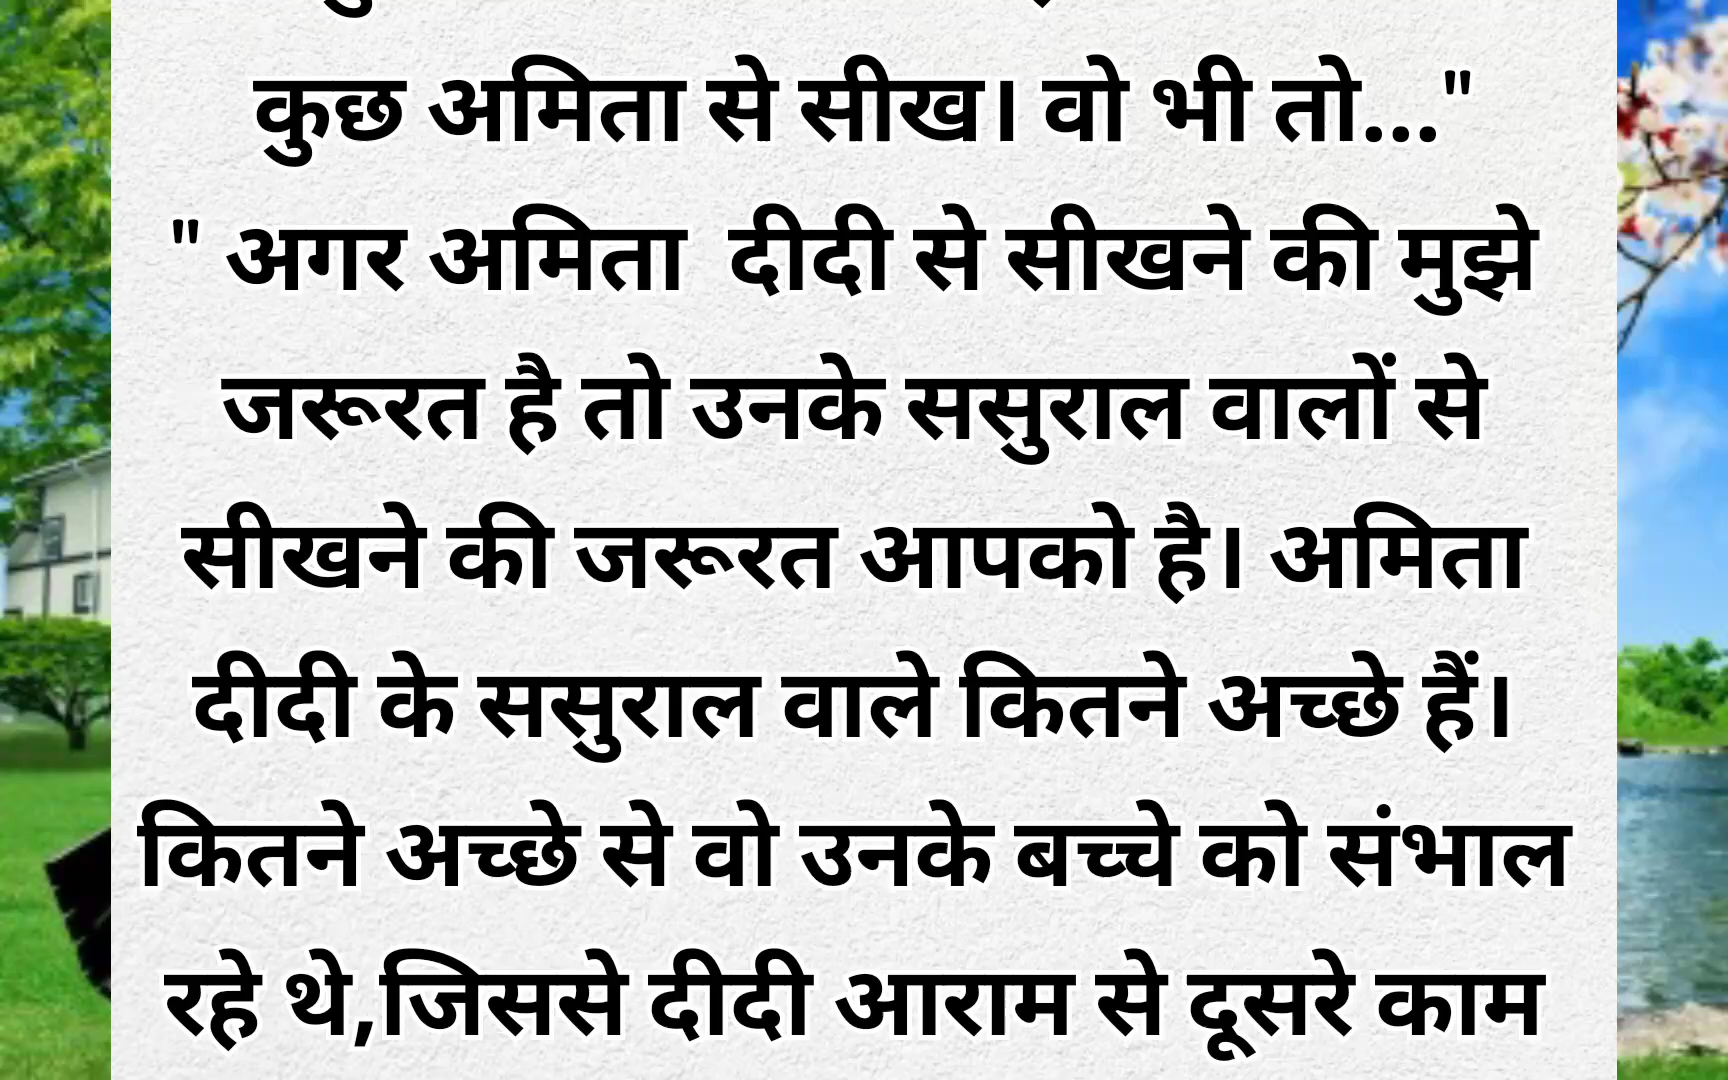 कुछ अमिता से सीख। वो भी तो..."
" अगर अमिता  दीदी से सीखने की मुझे
जरूरत है तो उनके ससुराल वालों से
सीखने की जरूरत आपको है। अमिता
दीदी के ससुराल वाले कितने अच्छे हैं।
कितने अच्छे से वो उनके बच्चे को संभाल
रहे थे,जिससे दीदी आराम से दूसरे काम